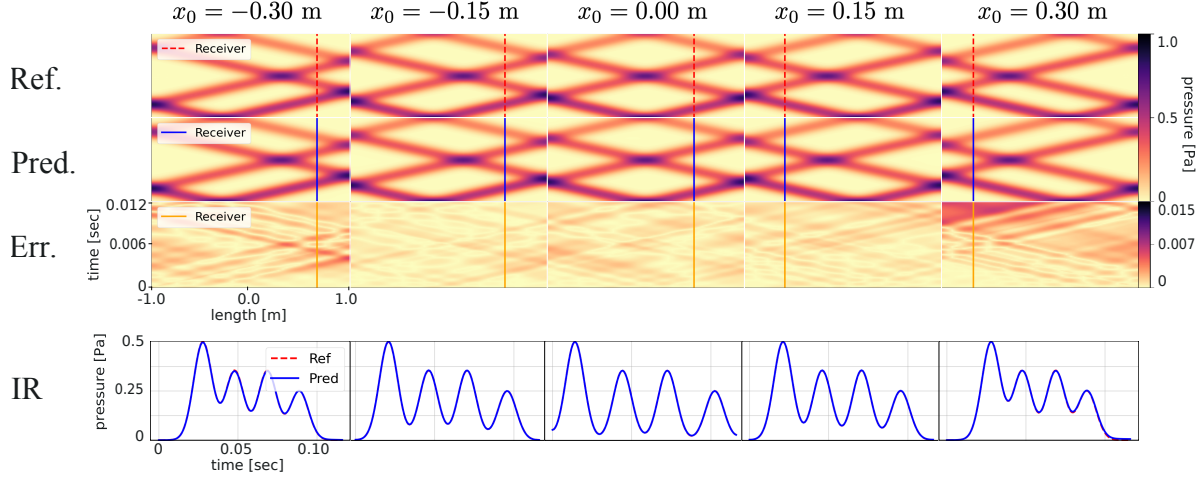 x₀ = −0.30 m x₀ = −0.15 m x₀ = 0.00 m x₀ = 0.15 m x₀ = 0.30 m
Ref.
Receiver
1.0
0.5
0
pressure [Pa]
Pred.
Receiver
Err.
Receiver
0.012
0.006
0
time [sec]
0.015
0.007
0
-1.0 0.0 1.0
length [m]
IR
0.5
0.25
0
pressure [Pa]
Ref
Pred
0 0.05 0.10
time [sec]